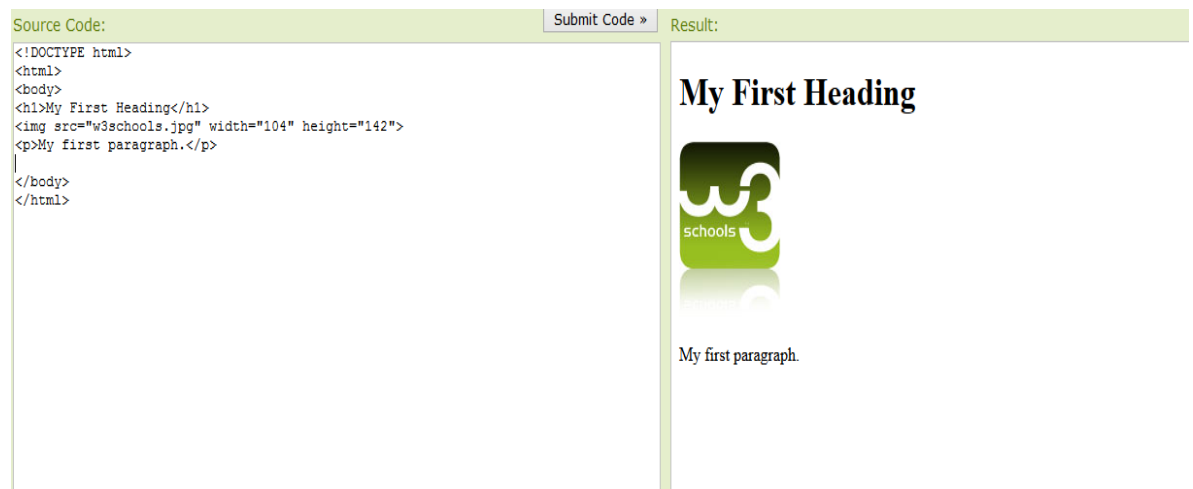 Source Code:
Submit Code »
<!DOCTYPE html>
<html>
<body>
<h1>My First Heading</h1>
<img src="w3schools.jpg" width="104" height="142">
<p>My first paragraph.</p>
</body>
</html>
Result:
My First Heading
w3
schools
My first paragraph.